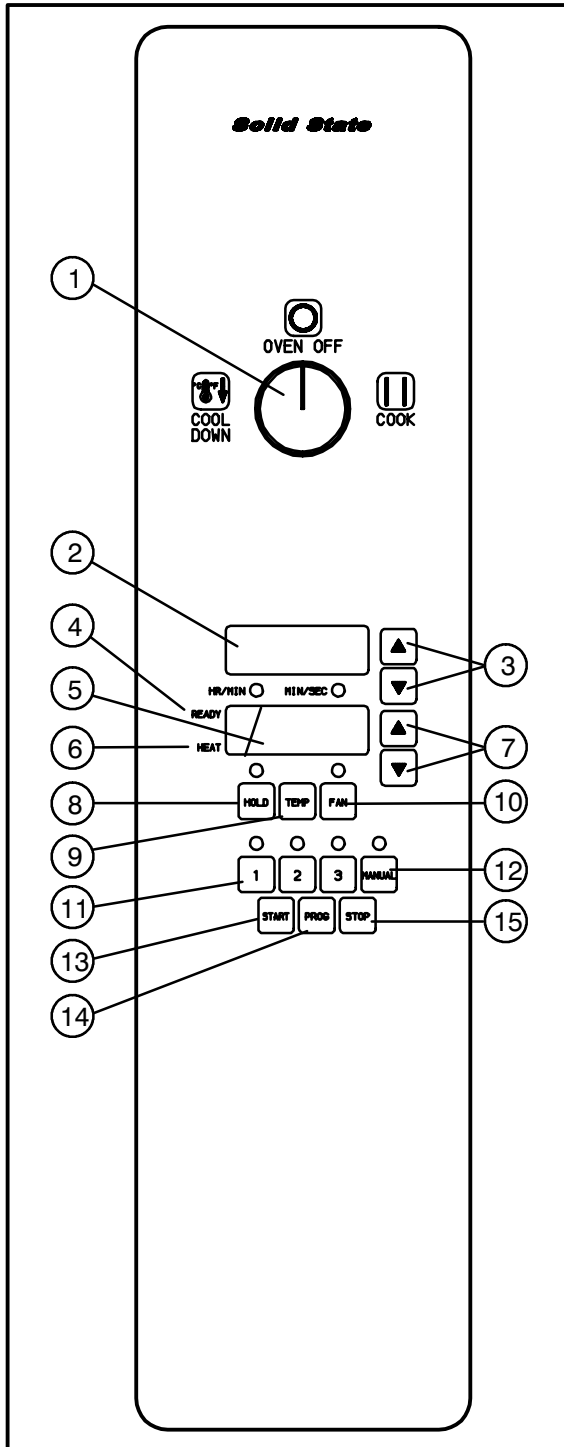 Solid State
1
OVEN OFF
°C °F
COOL
DOWN
COOK
2
4
3
HR/MIN MIN/SEC
5
READY
6
HEAT
7
8
HOLD TEMP FAN
10
9
12
1 2 3 MANUAL
11
START PROG STOP
15
13
14